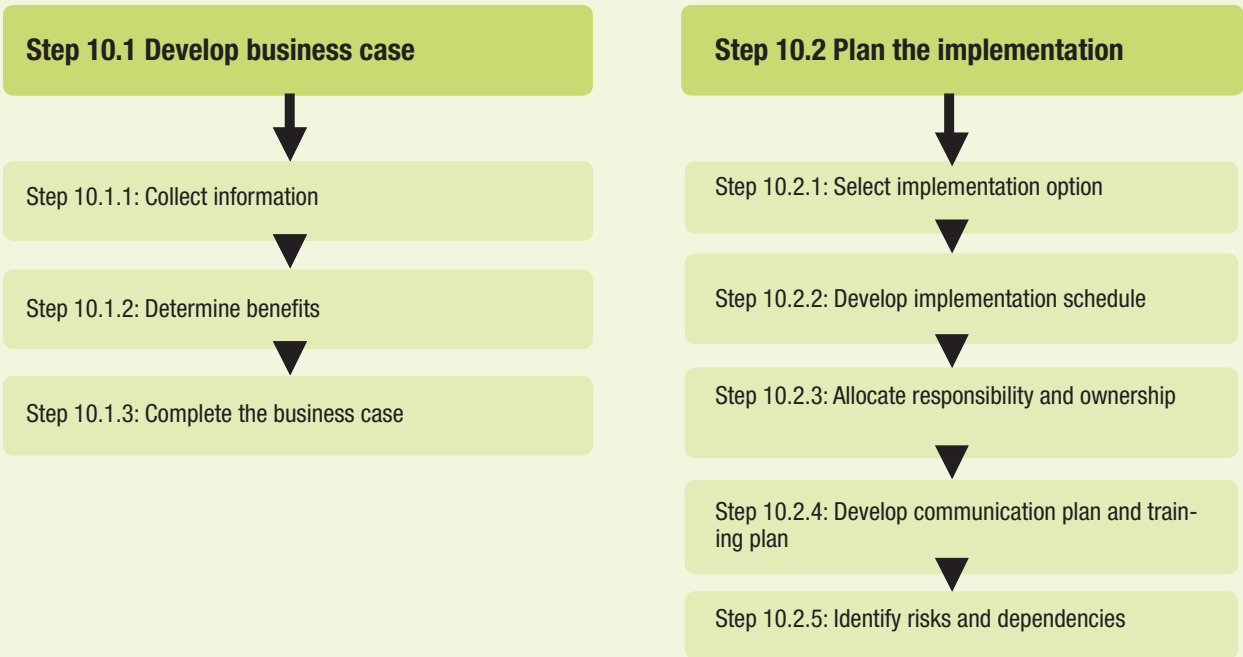 Step 10.1 Develop business case
Step 10.1.1: Collect information
Step 10.1.2: Determine benefits
Step 10.1.3: Complete the business case
Step 10.2 Plan the implementation
Step 10.2.1: Select implementation option
Step 10.2.2: Develop implementation schedule
Step 10.2.3: Allocate responsibility and ownership
Step 10.2.4: Develop communication plan and train-
ing plan
Step 10.2.5: Identify risks and dependencies